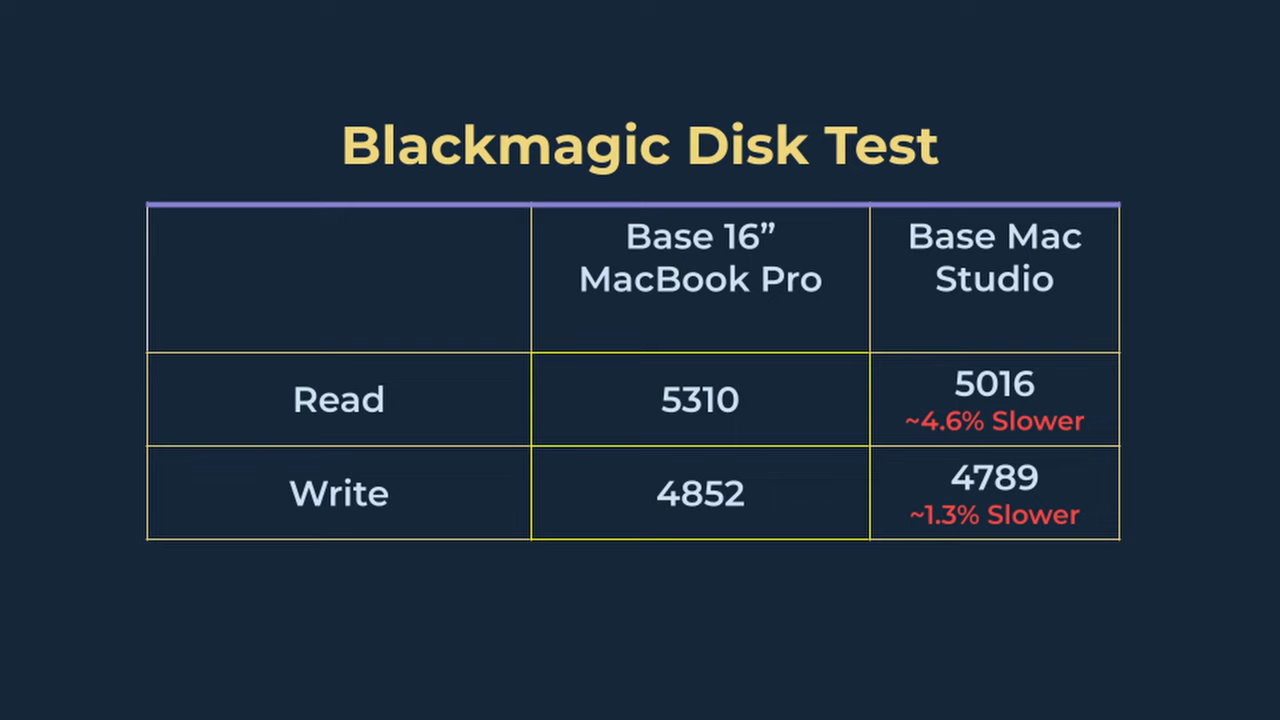 Blackmagic Disk Test
Base 16”
MacBook Pro
Base Mac
Studio
Read
5310
5016
~4.6% Slower
Write
4852
4789
~1.3% Slower